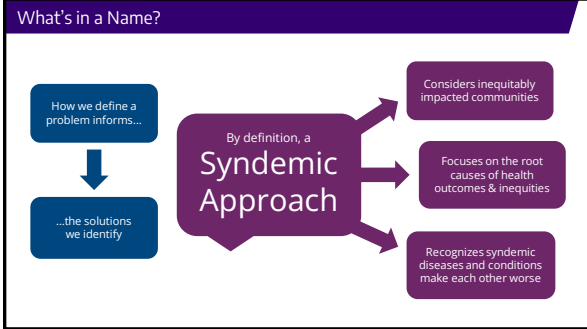 What's in a Name?
How we define a
problem informs...
...the solutions
we identify
By definition, a
Syndemic
Approach
Considers inequitably
impacted communities
Focuses on the root
causes of health
outcomes & inequities
Recognizes syndemic
diseases and conditions
make each other worse